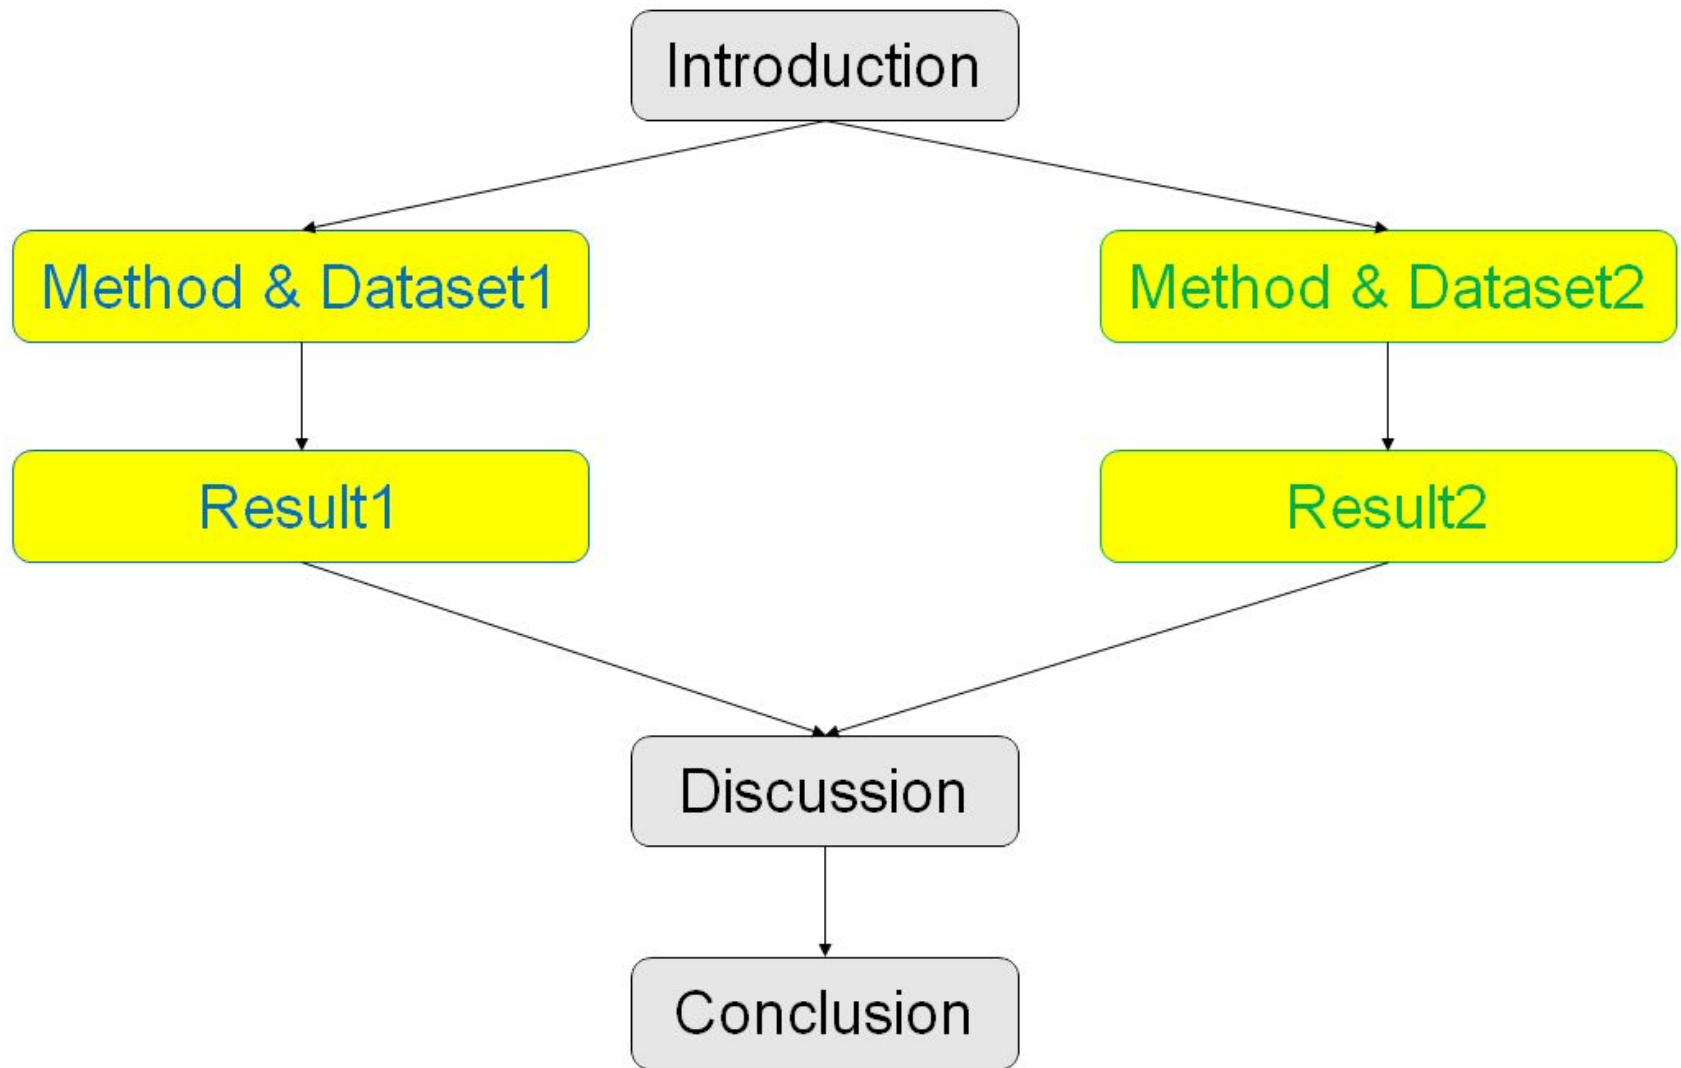 Introduction
Method & Dataset1
Method & Dataset2
Result1
Result2
Discussion
Conclusion